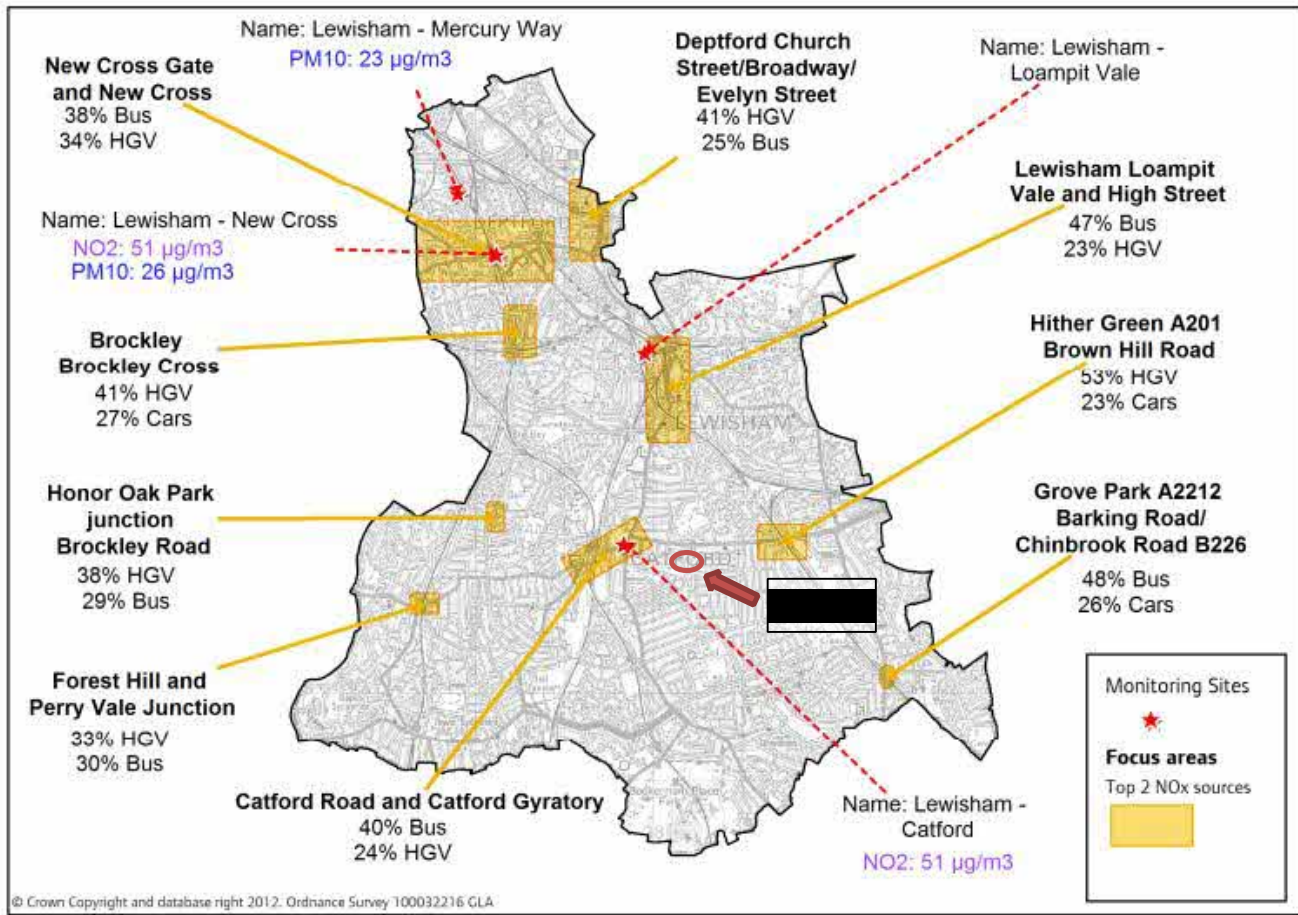 Name: Lewisham - Mercury Way
PM10: 23 µg/m3
Deptford Church
Street/Broadway/
Evelyn Street
41% HGV
25% Bus
Name: Lewisham -
Loampit Vale
New Cross Gate
and New Cross
38% Bus
34% HGV
Lewisham Loampit
Vale and High Street
47% Bus
23% HGV
Name: Lewisham - New Cross
NO2: 51 µg/m3
PM10: 26 µg/m3
Hither Green A201
Brown Hill Road
53% HGV
23% Cars
Brockley
Brockley Cross
41% HGV
27% Cars
LEWISHAM
Honor Oak Park
junction
Brockley Road
38% HGV
29% Bus
Grove Park A2212
Barking Road/
Chinbrook Road B226
48% Bus
26% Cars
Forest Hill and
Perry Vale Junction
33% HGV
30% Bus
Catford Road and Catford Gyratory
40% Bus
24% HGV
Name: Lewisham -
Catford
NO2: 51 µg/m3
Monitoring Sites
Focus areas
Top 2 NOx sources
© Crown Copyright and database right 2012. Ordnance Survey 100032216 GLA